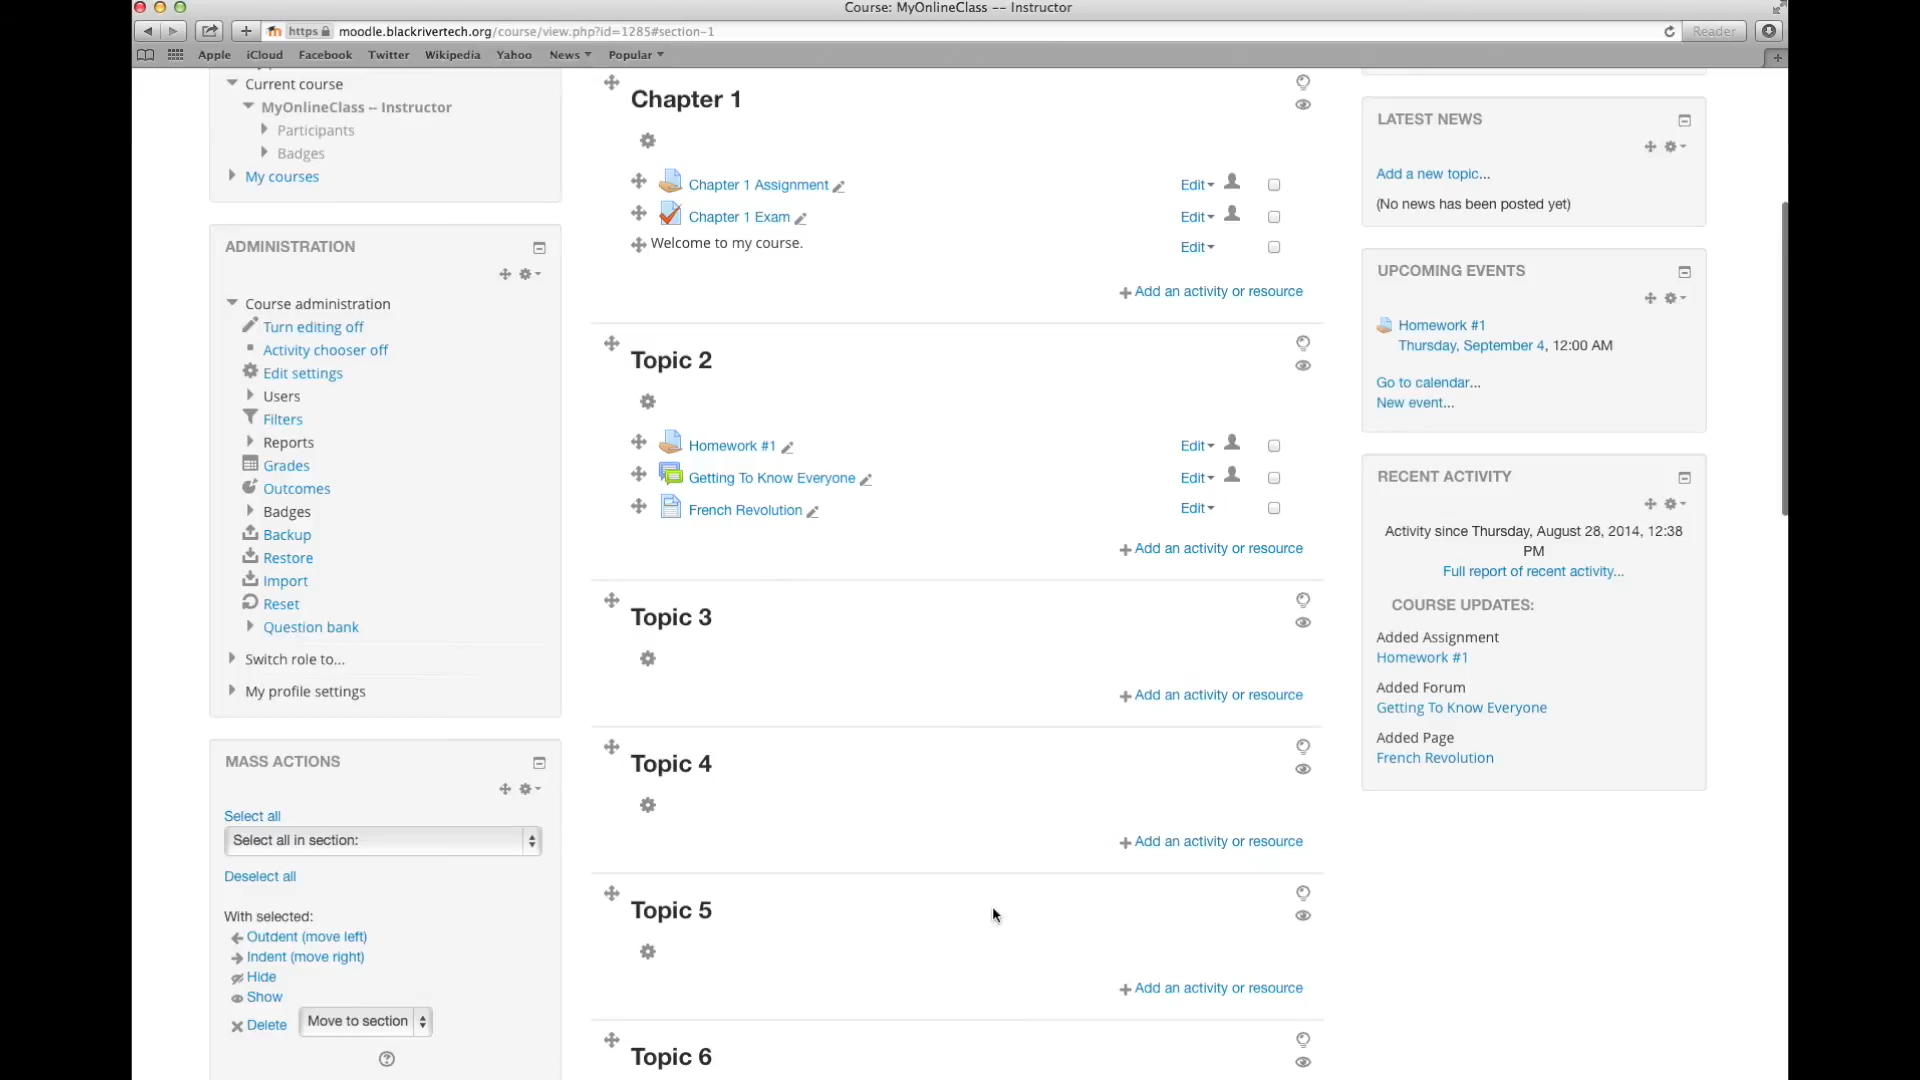 Course: MyOnlineClass -- Instructor
https moodle.blackrivertech.org/course/view.php?id=1285#section-1
Reader
Apple iCloud Facebook Twitter Wikipedia Yahoo News Popular
Current course
MyOnlineClass -- Instructor
Participants
Badges
My courses
ADMINISTRATION
Course administration
Turn editing off
Activity chooser off
Edit settings
Users
Filters
Reports
Grades
Outcomes
Badges
Backup
Restore
Import
Reset
Question bank
Switch role to...
My profile settings
MASS ACTIONS
Select all
Select all in section:
Deselect all
With selected:
Outdent (move left)
Indent (move right)
Hide
Show
Delete Move to section
Chapter 1
Chapter 1 Assignment Edit
Chapter 1 Exam Edit
Welcome to my course. Edit
Add an activity or resource
Topic 2
Homework #1 Edit
Getting To Know Everyone Edit
French Revolution Edit
Add an activity or resource
Topic 3
Add an activity or resource
Topic 4
Add an activity or resource
Topic 5
Add an activity or resource
Topic 6
LATEST NEWS
Add a new topic...
(No news has been posted yet)
UPCOMING EVENTS
Homework #1
Thursday, September 4, 12:00 AM
Go to calendar...
New event...
RECENT ACTIVITY
Activity since Thursday, August 28, 2014, 12:38
PM
Full report of recent activity...
COURSE UPDATES:
Added Assignment
Homework #1
Added Forum
Getting To Know Everyone
Added Page
French Revolution